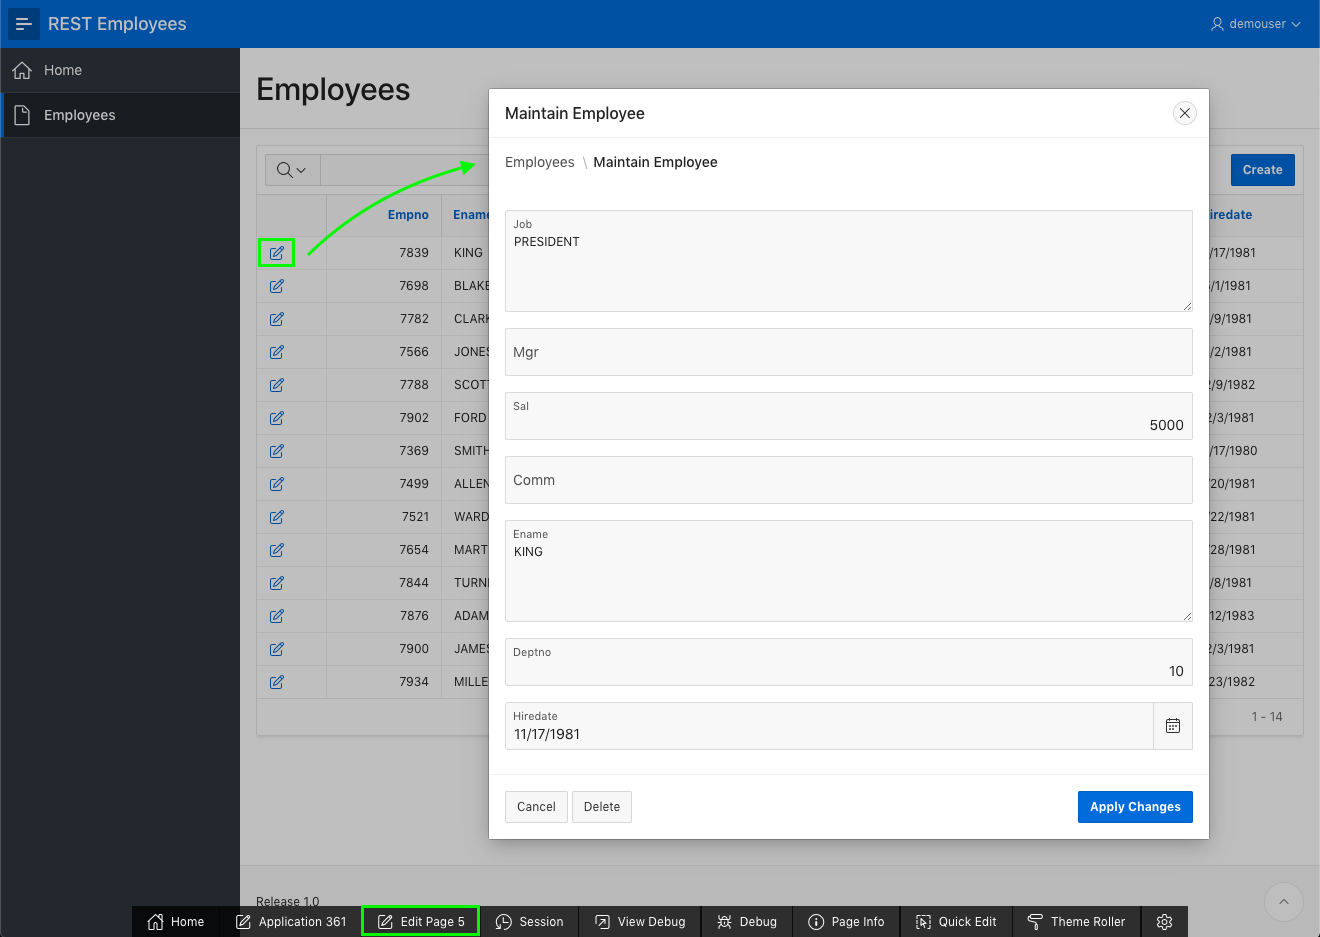 REST Employees
demouser
Home
Employees
Employees
Create
Empno Ename iredate
7839 KING /17/1981
7698 BLAKE /1/1981
7782 CLARK /9/1981
7566 JONES /2/1981
7788 SCOTT /9/1982
7902 FORD /3/1981
7369 SMITH /17/1980
7499 ALLEN /20/1981
7521 WARD /22/1981
7654 MART /28/1981
7844 TURN /8/1981
7876 ADAM /12/1983
7900 JAMES /3/1981
7934 MILLE /23/1982
1 - 14
Maintain Employee
Employees \ Maintain Employee
Job
PRESIDENT
Mgr
Sal
5000
Comm
Ename
KING
Deptno
10
Hiredate
11/17/1981
Cancel Delete Apply Changes
Release 1.0
Home Application 361 Edit Page 5 Session View Debug Debug Page Info Quick Edit Theme Roller